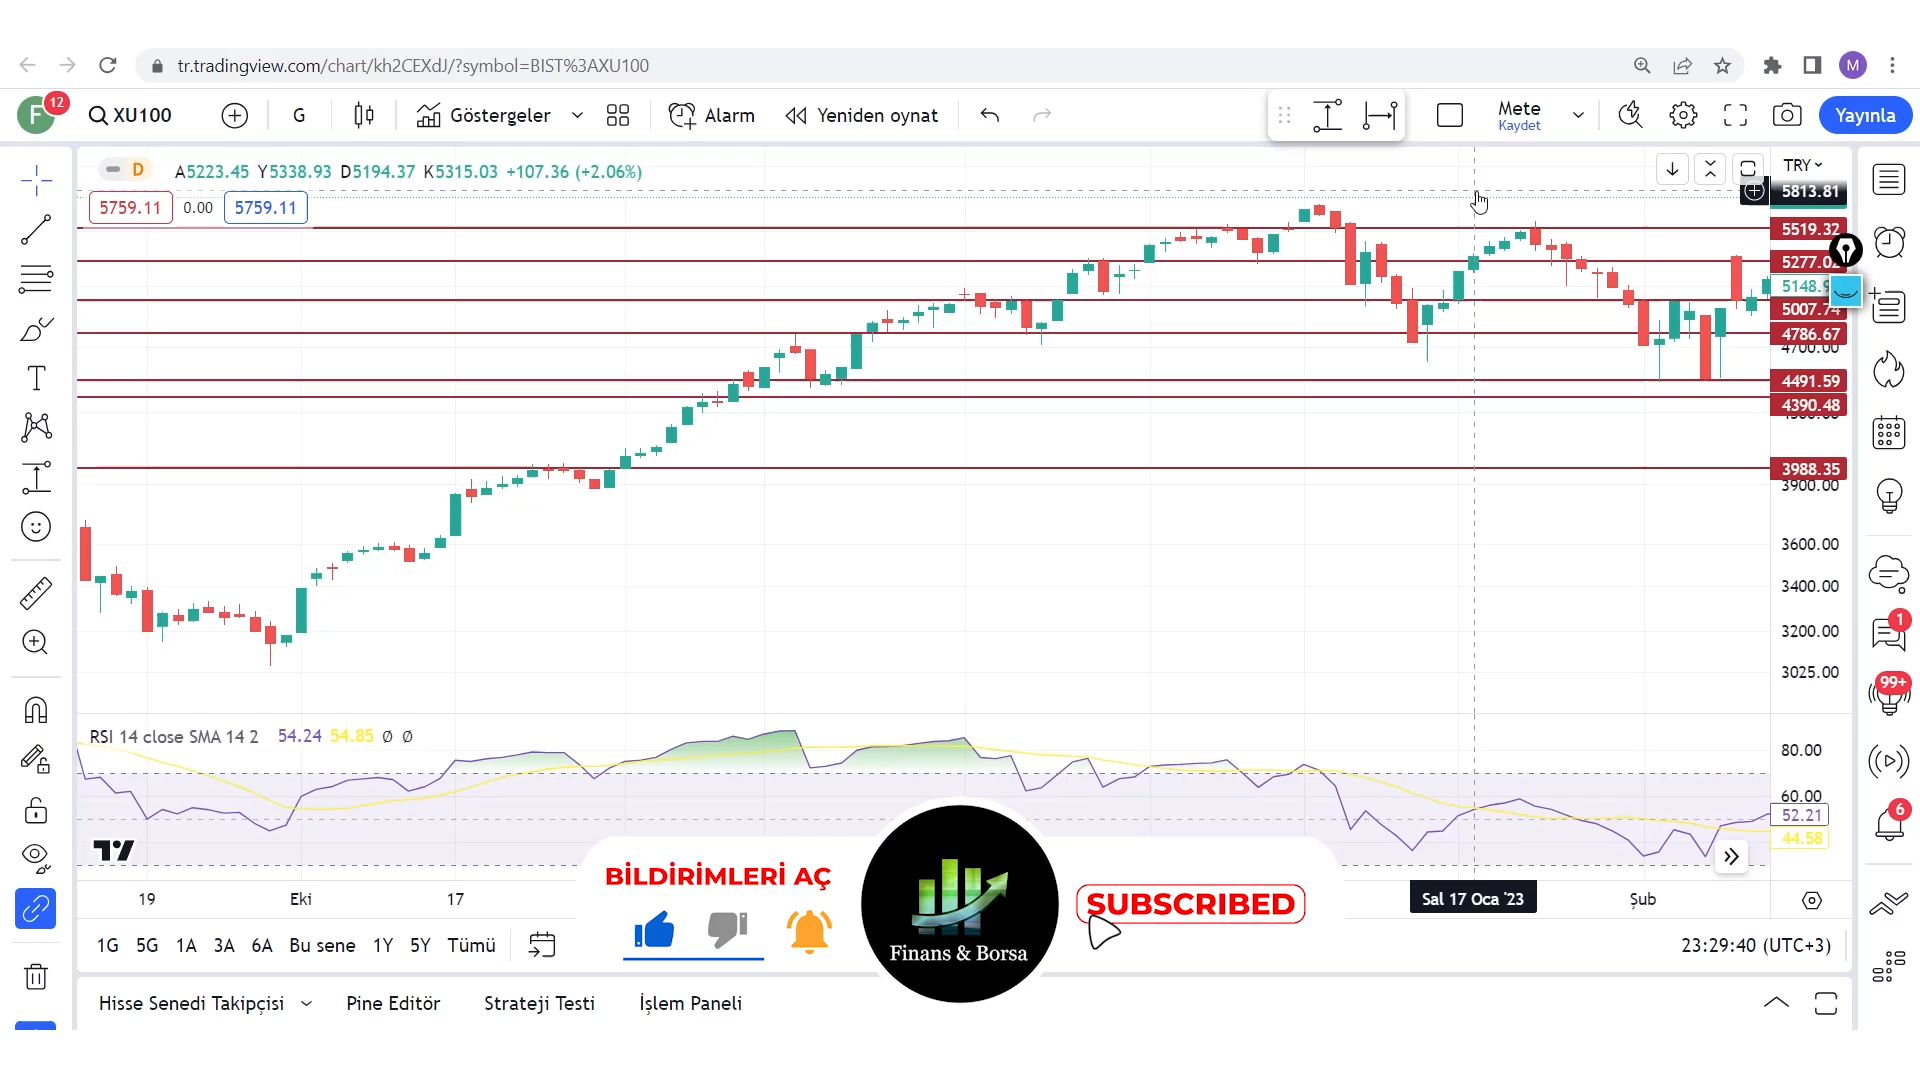 tr.tradingview.com/chart/kh2CEXdJ/?symbol=BIST%3AXU100
M
F
12
XU100
G
Göstergeler
Alarm
Yeniden oynat
Mete
Kaydet
Yayınla
D
A5223.45 Y5338.93 D5194.37 K5315.03 +107.36 (+2.06%)
TRY
5759.11
0.00
5759.11
5813.81
5519.32
5277.02
5148.9
5007.74
4786.67
4700.00
4491.59
4390.48
3988.35
3900.00
3600.00
3400.00
3200.00
3025.00
RSI 14 close SMA 14 2 54.24 54.85 Ø Ø
80.00
60.00
52.21
44.58
1
99+
6
19
Eki
17
Sal 17 Oca '23
Şub
BİLDİRİMLERİ AÇ
SUBSCRIBED
Finans & Borsa
1G 5G 1A 3A 6A Bu sene 1Y 5Y Tümü
23:29:40 (UTC+3)
Hisse Senedi Takipçisi
Pine Editör
Strateji Testi
İşlem Paneli